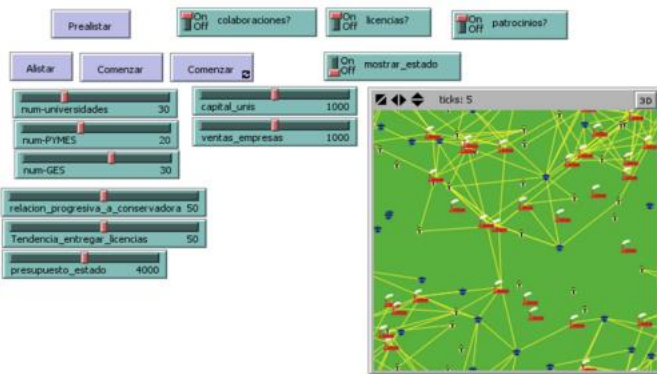 Prealistar
On
Off
colaboraciones?
On
Off
licencias?
On
Off
patrocinios?
Alistar
Comenzar
Comenzar
On
Off
mostrar_estado
num-universidades 30
capital_unis 1000
num-PYMES 20
ventas_empresas 1000
num-GES 30
relacion_progresiva_a_conservadora 50
Tendencia_entregar_licencias 50
presupuesto_estado 4000
ticks: 5
3D